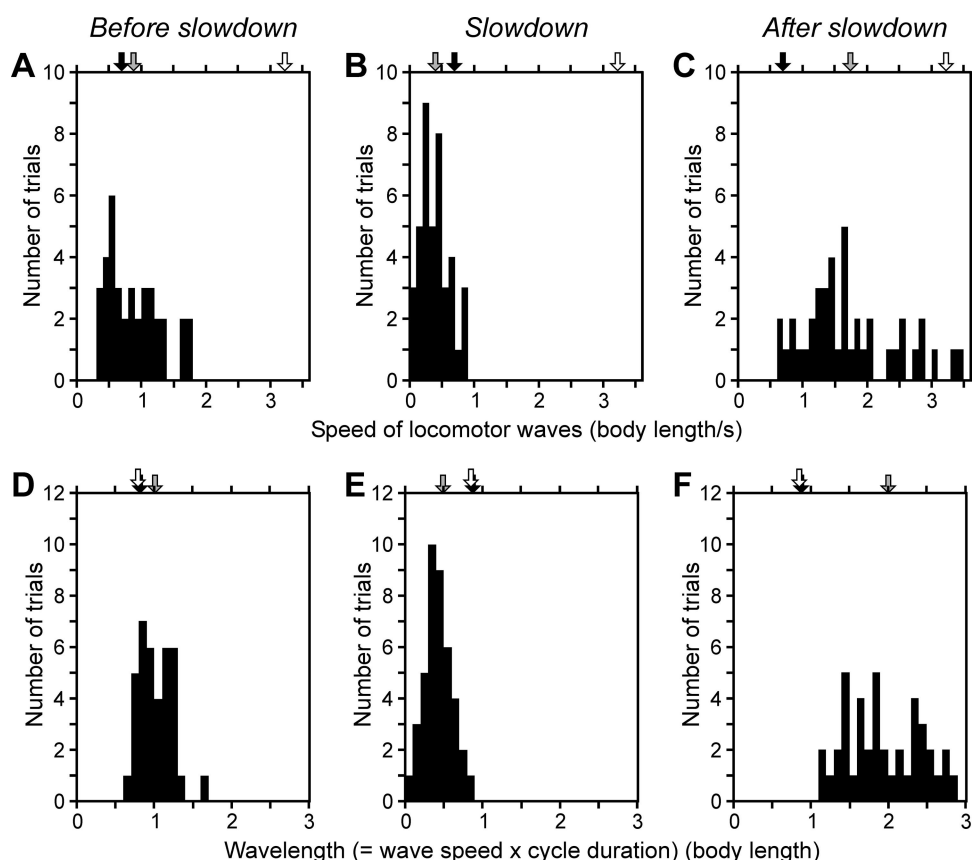 Before slowdown
Slowdown
After slowdown
A
B
C
10
8
6
4
2
0
Number of trials
0 1 2 3
10
8
6
4
2
0
Number of trials
0 1 2 3
10
8
6
4
2
0
Number of trials
0 1 2 3
Speed of locomotor waves (body length/s)
D
E
F
12
10
8
6
4
2
0
Number of trials
0 1 2 3
12
10
8
6
4
2
0
Number of trials
0 1 2 3
12
10
8
6
4
2
0
Number of trials
0 1 2 3
Wavelength (= wave speed x cycle duration) (body length)